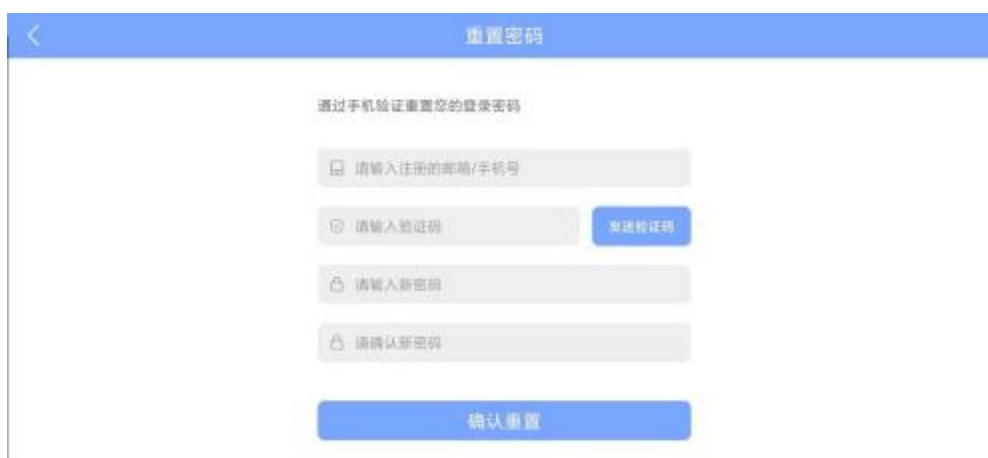 重置密码
通过手机验证重置您的登录密码
请输入注册的邮箱/手机号
请输入验证码
发送验证码
请输入新密码
请确认新密码
确认重置